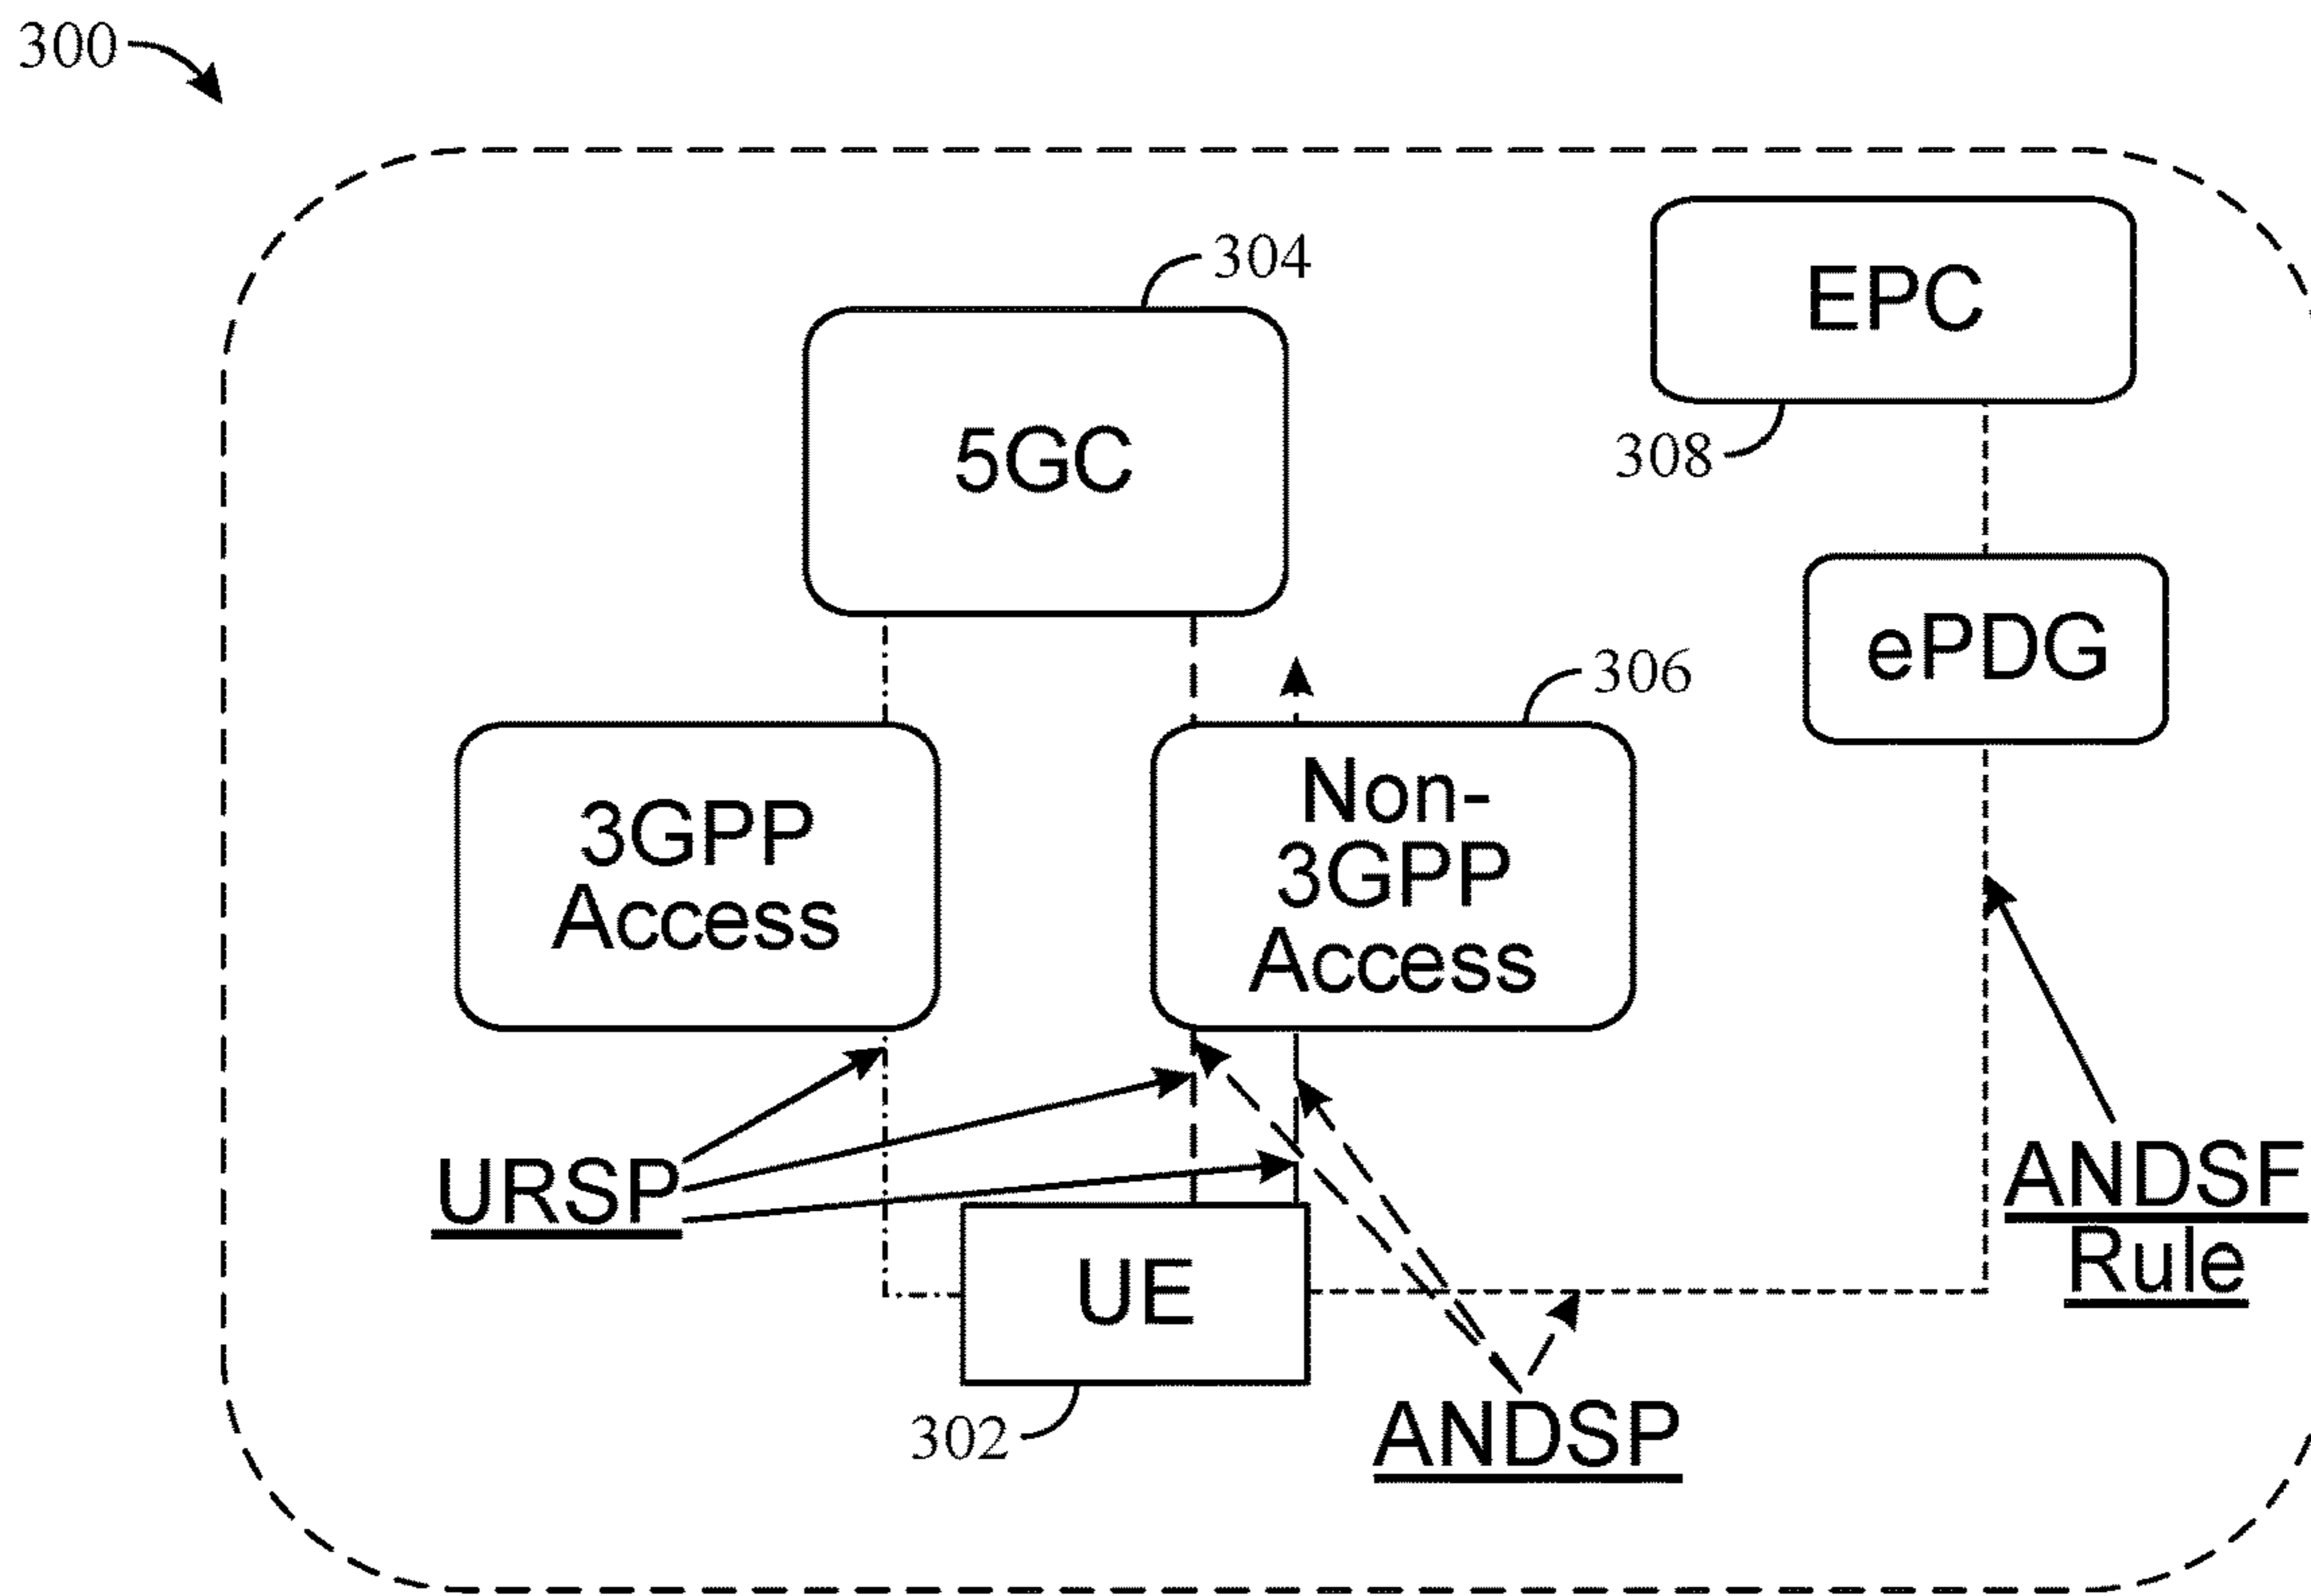 300
304
EPC
5GC
308
ePDG
306
3GPP
Access
Non-
3GPP
Access
URSP
ANDSF
Rule
UE
302
ANDSP